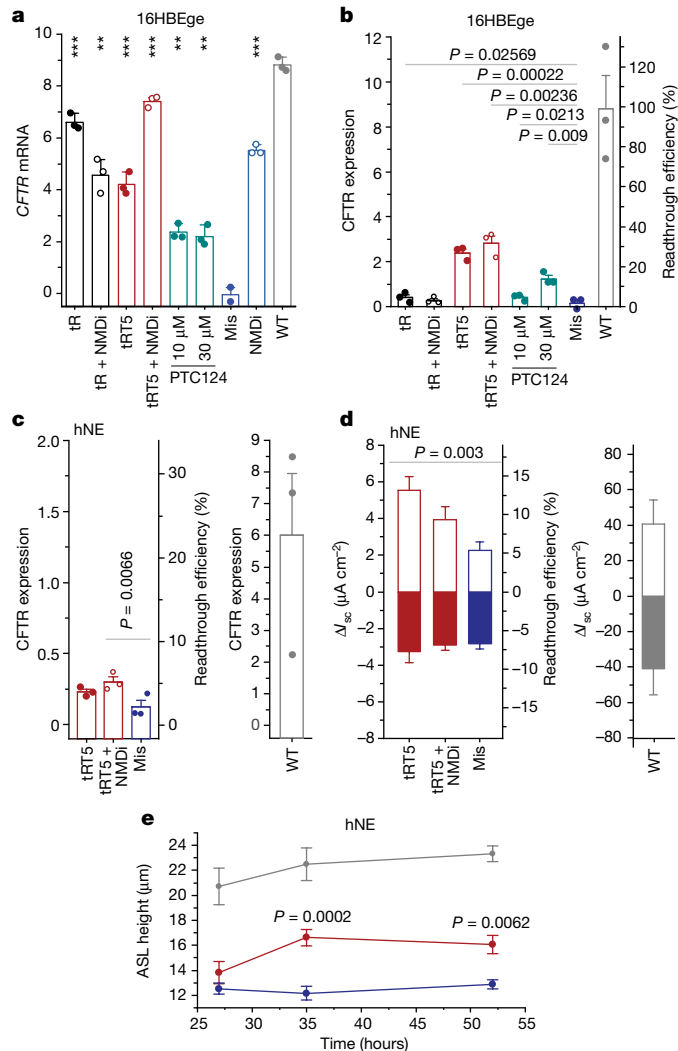 a
16HBEge
*** ** *** *** ** ** ***
CFTR mRNA
8
6
4
2
0
tR
tR + NMDi
tRT5
tRT5 + NMDi
10 μM
30 μM
Mis
NMDi
WT
PTC124
b
16HBEge
P = 0.02569
P = 0.00022
P = 0.00236
P = 0.0213
P = 0.009
CFTR expression
12
10
8
6
4
2
0
Readthrough efficiency (%)
120
100
80
60
40
20
0
tR
tR + NMDi
tRT5
tRT5 + NMDi
10 μM
30 μM
Mis
WT
PTC124
c
hNE
CFTR expression
2.0
1.5
1.0
0.5
0.25
0
P = 0.0066
Readthrough efficiency (%)
30
20
10
0
tRT5
tRT5 +
NMDi
Mis
CFTR expression
9
8
7
6
5
4
3
2
1
0
WT
d
hNE
P = 0.003
ΔIsc (μA cm−2)
8
6
4
2
0
−2
−4
−6
−8
Readthrough efficiency (%)
15
10
5
0
−5
−10
−15
tRT5
tRT5 +
NMDi
Mis
ΔIsc (μA cm−2)
80
60
40
20
0
−20
−40
−60
−80
WT
e
hNE
ASL height (μm)
24
22
20
18
16
14
12
P = 0.0002
P = 0.0062
25 30 35 40 45 50 55
Time (hours)